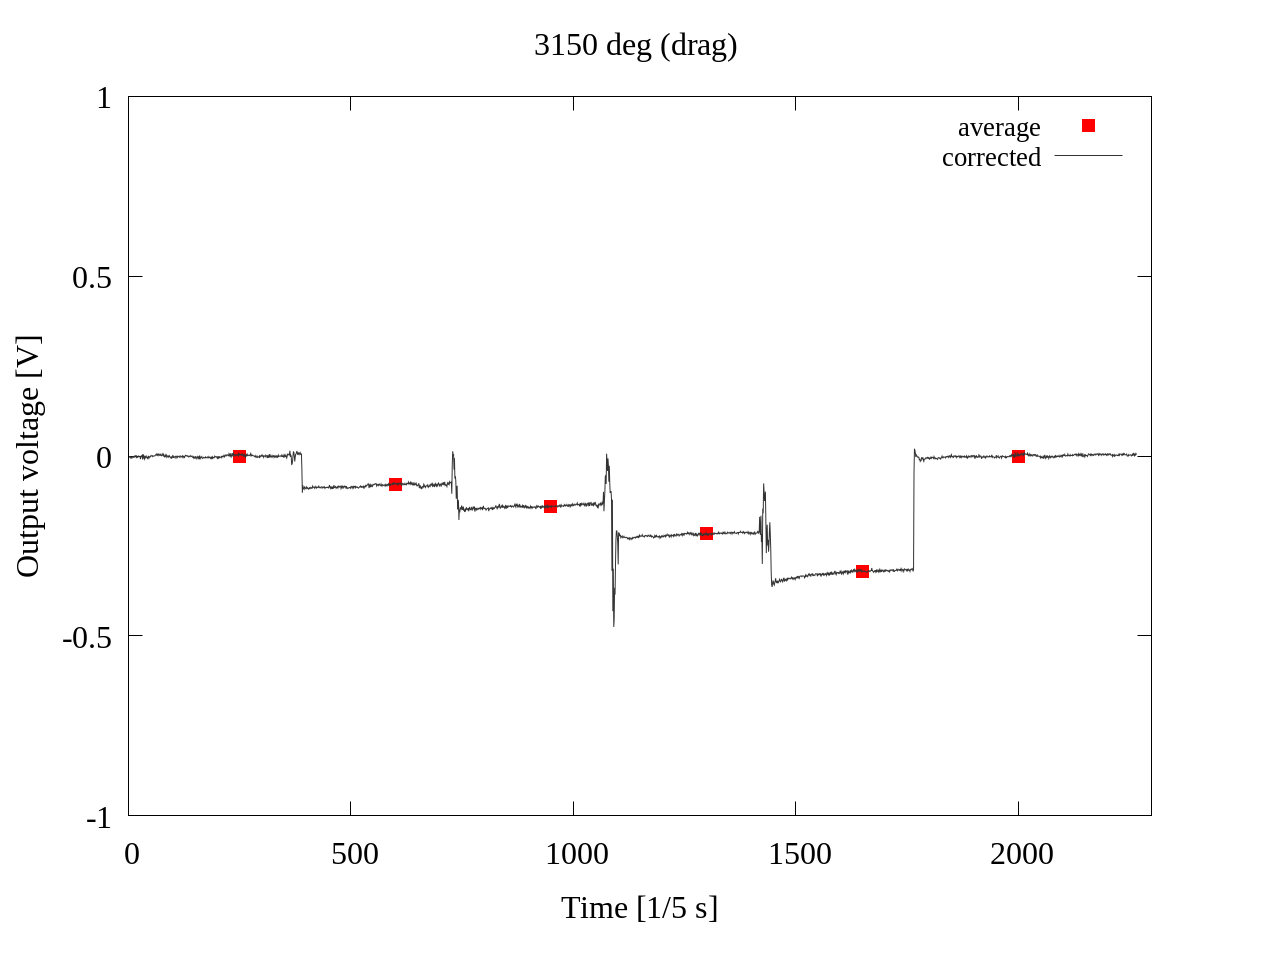 3150 deg (drag)
average
corrected
Output voltage [V]
1
0.5
0
-0.5
-1
0 500 1000 1500 2000
Time [1/5 s]